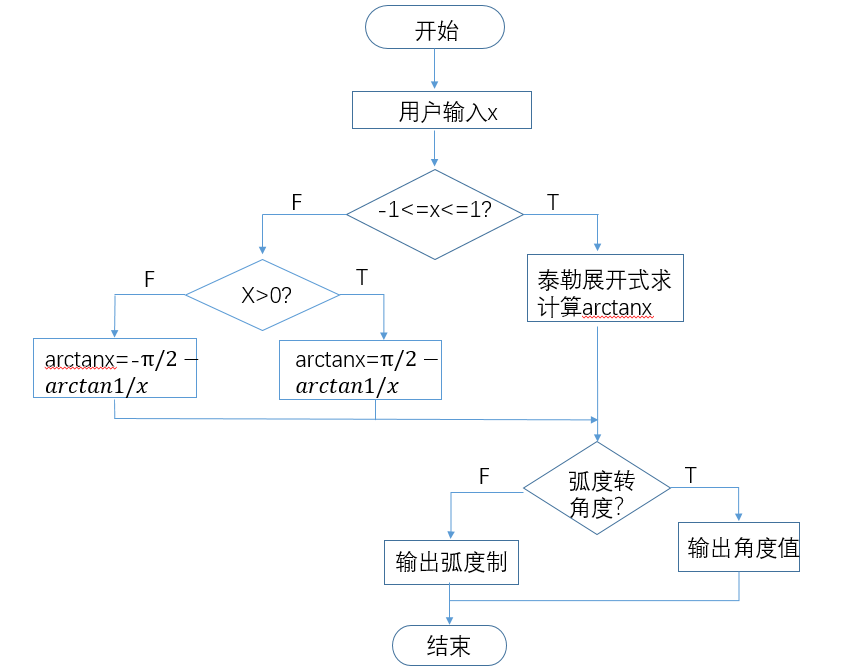 开始
用户输入x
-1<=x<=1?
F
T
泰勒展开式求
计算arctanx
X>0?
F
T
arctanx=-π/2 −
arctan1/x
arctanx=π/2 −
arctan1/x
弧度转
角度?
F
T
输出弧度制
输出角度值
结束